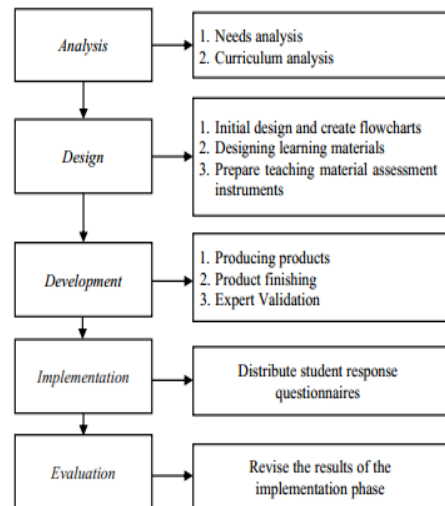 Analysis
1. Needs analysis
2. Curriculum analysis
Design
1. Initial design and create flowcharts
2. Designing learning materials
3. Prepare teaching material assessment
instruments
Development
1. Producing products
2. Product finishing
3. Expert Validation
Implementation
Distribute student response
questionnaires
Evaluation
Revise the results of the
implementation phase